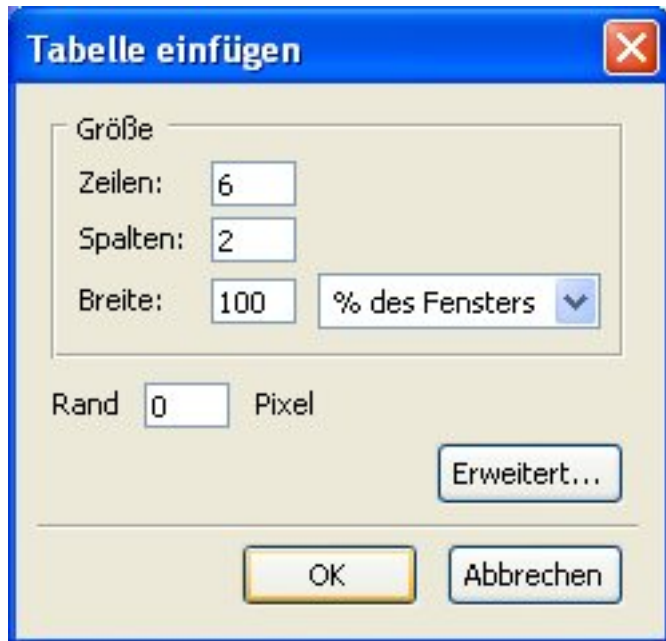 Tabelle einfügen
Größe
Zeilen: 6
Spalten: 2
Breite: 100 % des Fensters
Rand 0 Pixel
Erweitert...
OK Abbrechen